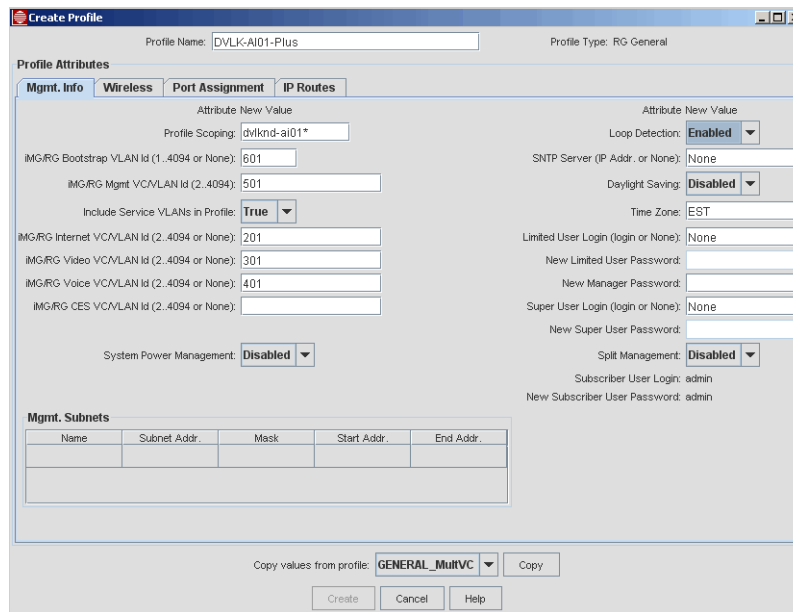 Create Profile
Profile Name: DVLK-AI01-Plus Profile Type: RG General
Profile Attributes
Mgmt. Info Wireless Port Assignment IP Routes
Attribute New Value Attribute New Value
Profile Scoping: dvlknd-ai01* Loop Detection: Enabled
iMG/RG Bootstrap VLAN Id (1..4094 or None): 601 SNTP Server (IP Addr. or None): None
iMG/RG Mgmt VC/VLAN Id (2..4094): 501 Daylight Saving: Disabled
Include Service VLANs in Profile: True Time Zone: EST
iMG/RG Internet VC/VLAN Id (2..4094 or None): 201 Limited User Login (login or None): None
iMG/RG Video VC/VLAN Id (2..4094 or None): 301 New Limited User Password:
iMG/RG Voice VC/VLAN Id (2..4094 or None): 401 New Manager Password:
iMG/RG CES VC/VLAN Id (2..4094 or None): Super User Login (login or None): None
New Super User Password:
System Power Management: Disabled Split Management: Disabled
Subscriber User Login: admin
New Subscriber User Password: admin
Mgmt. Subnets
Name Subnet Addr. Mask Start Addr. End Addr.
Copy values from profile: GENERAL_MultVC Copy
Create Cancel Help